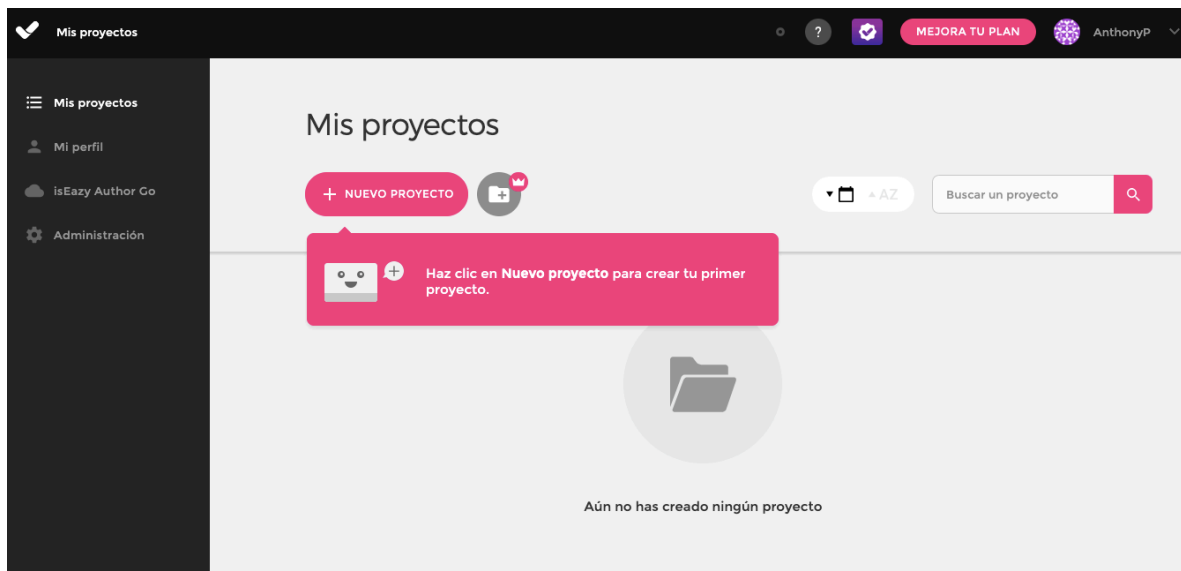 Mis proyectos
?
MEJORA TU PLAN
AnthonyP
Mis proyectos
Mi perfil
isEazy Author Go
Administración
Mis proyectos
+ NUEVO PROYECTO
AZ
Buscar un proyecto
Haz clic en Nuevo proyecto para crear tu primer
proyecto.
Aún no has creado ningún proyecto